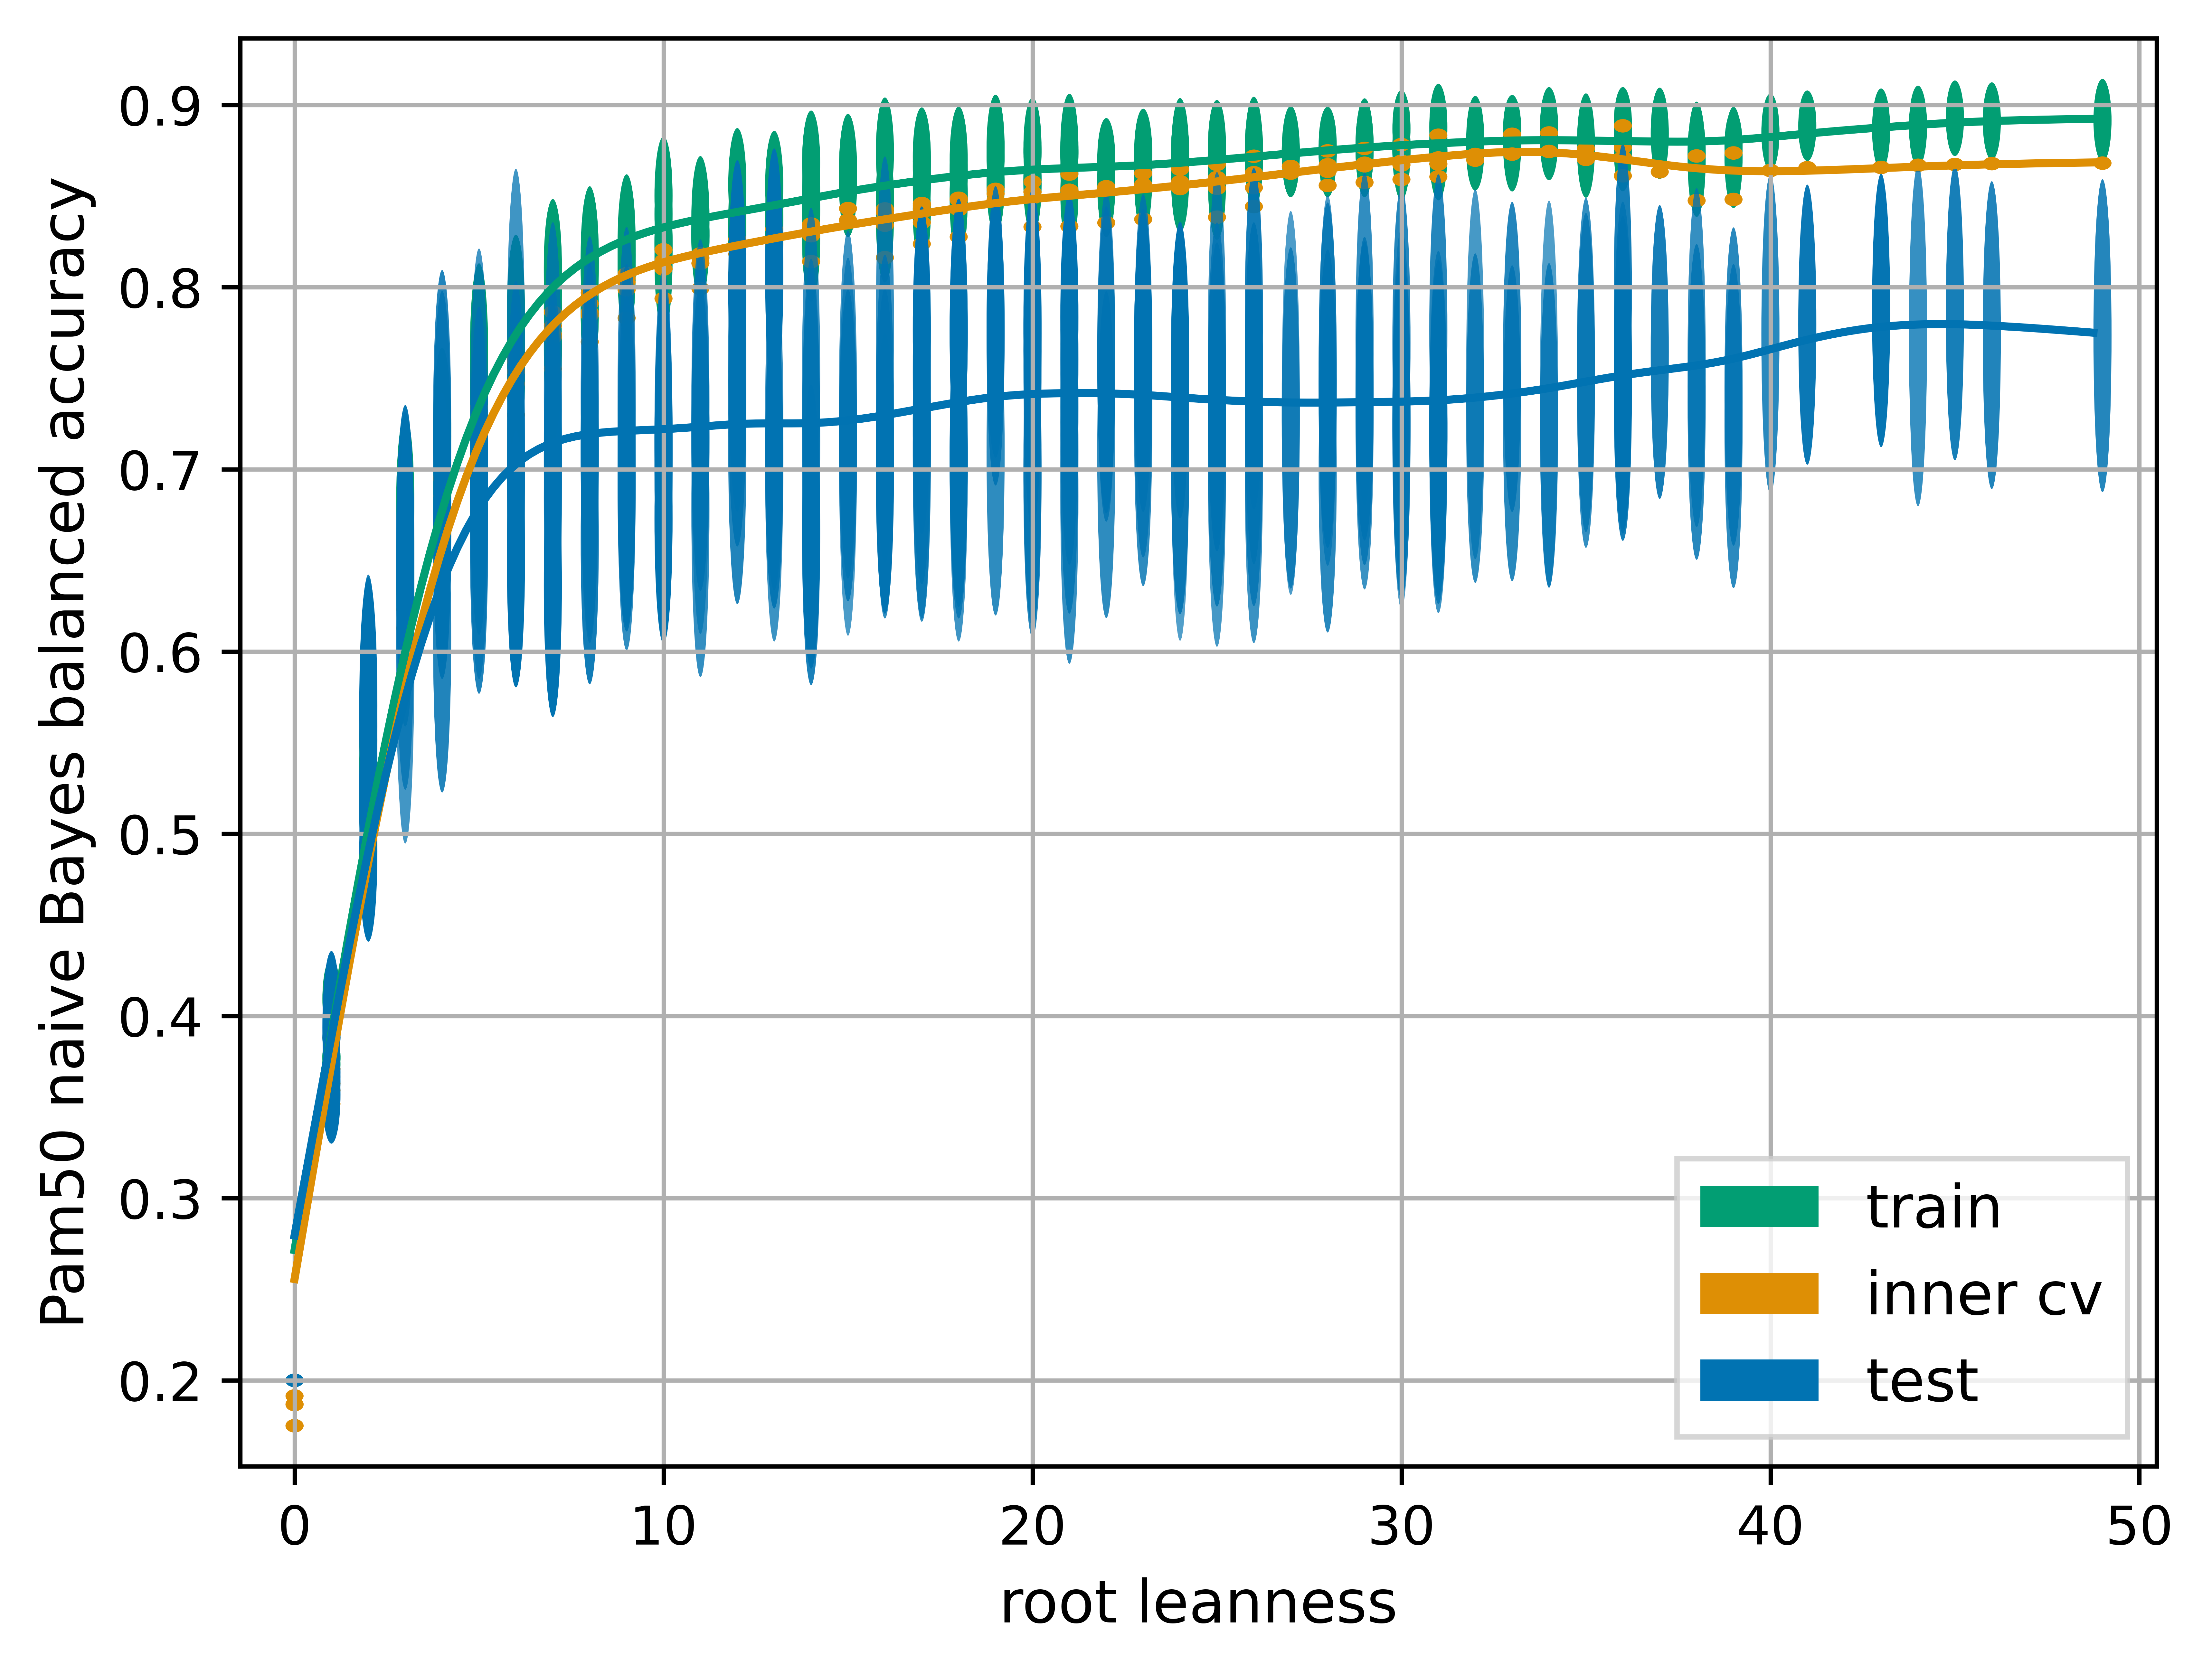 Pam50 naive Bayes balanced accuracy
0.9
0.8
0.7
0.6
0.5
0.4
0.3
0.2
train
inner cv
test
0 10 20 30 40 50
root leanness